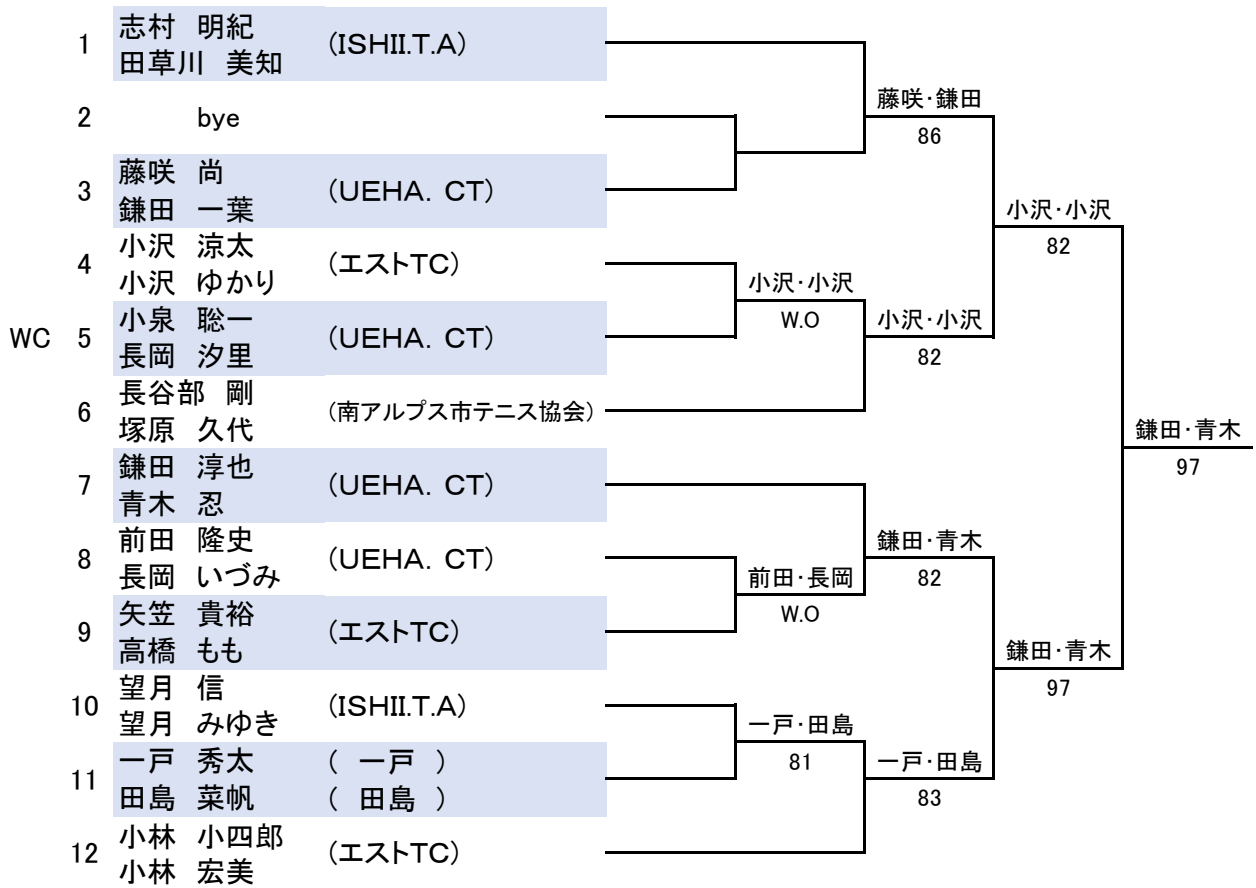 1 志村 明紀 (ISHII.T.A)
田草川 美知
2 bye
藤咲・鎌田
86
3 藤咲 尚 (UEHA. CT)
鎌田 一葉
小沢・小沢
82
4 小沢 涼太 (エストTC)
小沢 ゆかり
小沢・小沢
W.O
WC 5 小泉 聡一 (UEHA. CT)
長岡 汐里
小沢・小沢
82
6 長谷部 剛 (南アルプス市テニス協会)
塚原 久代
鎌田・青木
97
7 鎌田 淳也 (UEHA. CT)
青木 忍
8 前田 隆史 (UEHA. CT)
長岡 いづみ
鎌田・青木
82
前田・長岡
W.O
9 矢笠 貴裕 (エストTC)
高橋 もも
鎌田・青木
97
10 望月 信 (ISHII.T.A)
望月 みゆき
一戸・田島
81
11 一戸 秀太 ( 一戸 )
田島 菜帆 ( 田島 )
一戸・田島
83
12 小林 小四郎 (エストTC)
小林 宏美